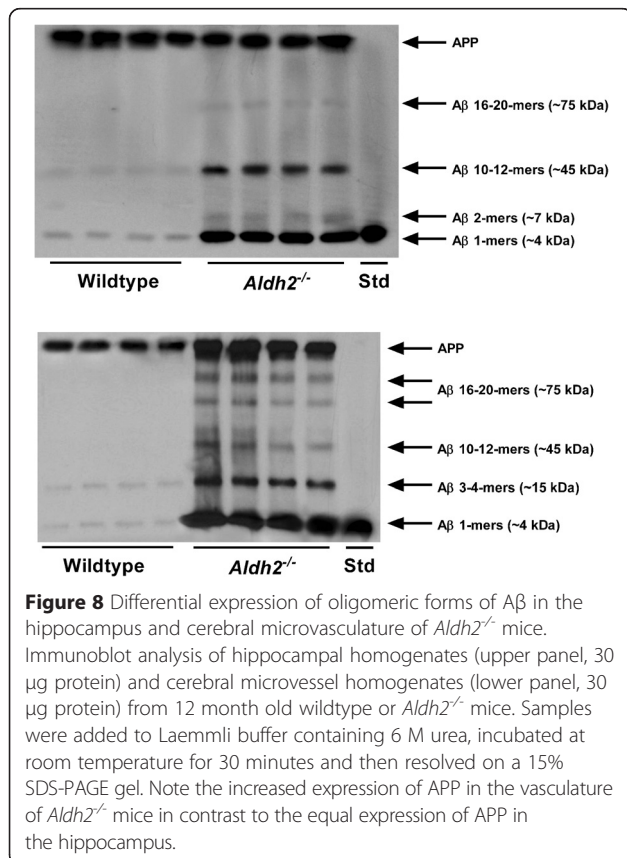 APP
Aβ 16-20-mers (~75 kDa)
Aβ 10-12-mers (~45 kDa)
Aβ 2-mers (~7 kDa)
Aβ 1-mers (~4 kDa)
Wildtype
Aldh2-/-
Std
APP
Aβ 16-20-mers (~75 kDa)
Aβ 10-12-mers (~45 kDa)
Aβ 3-4-mers (~15 kDa)
Aβ 1-mers (~4 kDa)
Wildtype
Aldh2-/-
Std
Figure 8 Differential expression of oligomeric forms of Aβ in the
hippocampus and cerebral microvasculature of Aldh2-/- mice.
Immunoblot analysis of hippocampal homogenates (upper panel, 30
μg protein) and cerebral microvessel homogenates (lower panel, 30
μg protein) from 12 month old wildtype or Aldh2-/- mice. Samples
were added to Laemmli buffer containing 6 M urea, incubated at
room temperature for 30 minutes and then resolved on a 15%
SDS-PAGE gel. Note the increased expression of APP in the vasculature
of Aldh2-/- mice in contrast to the equal expression of APP in
the hippocampus.